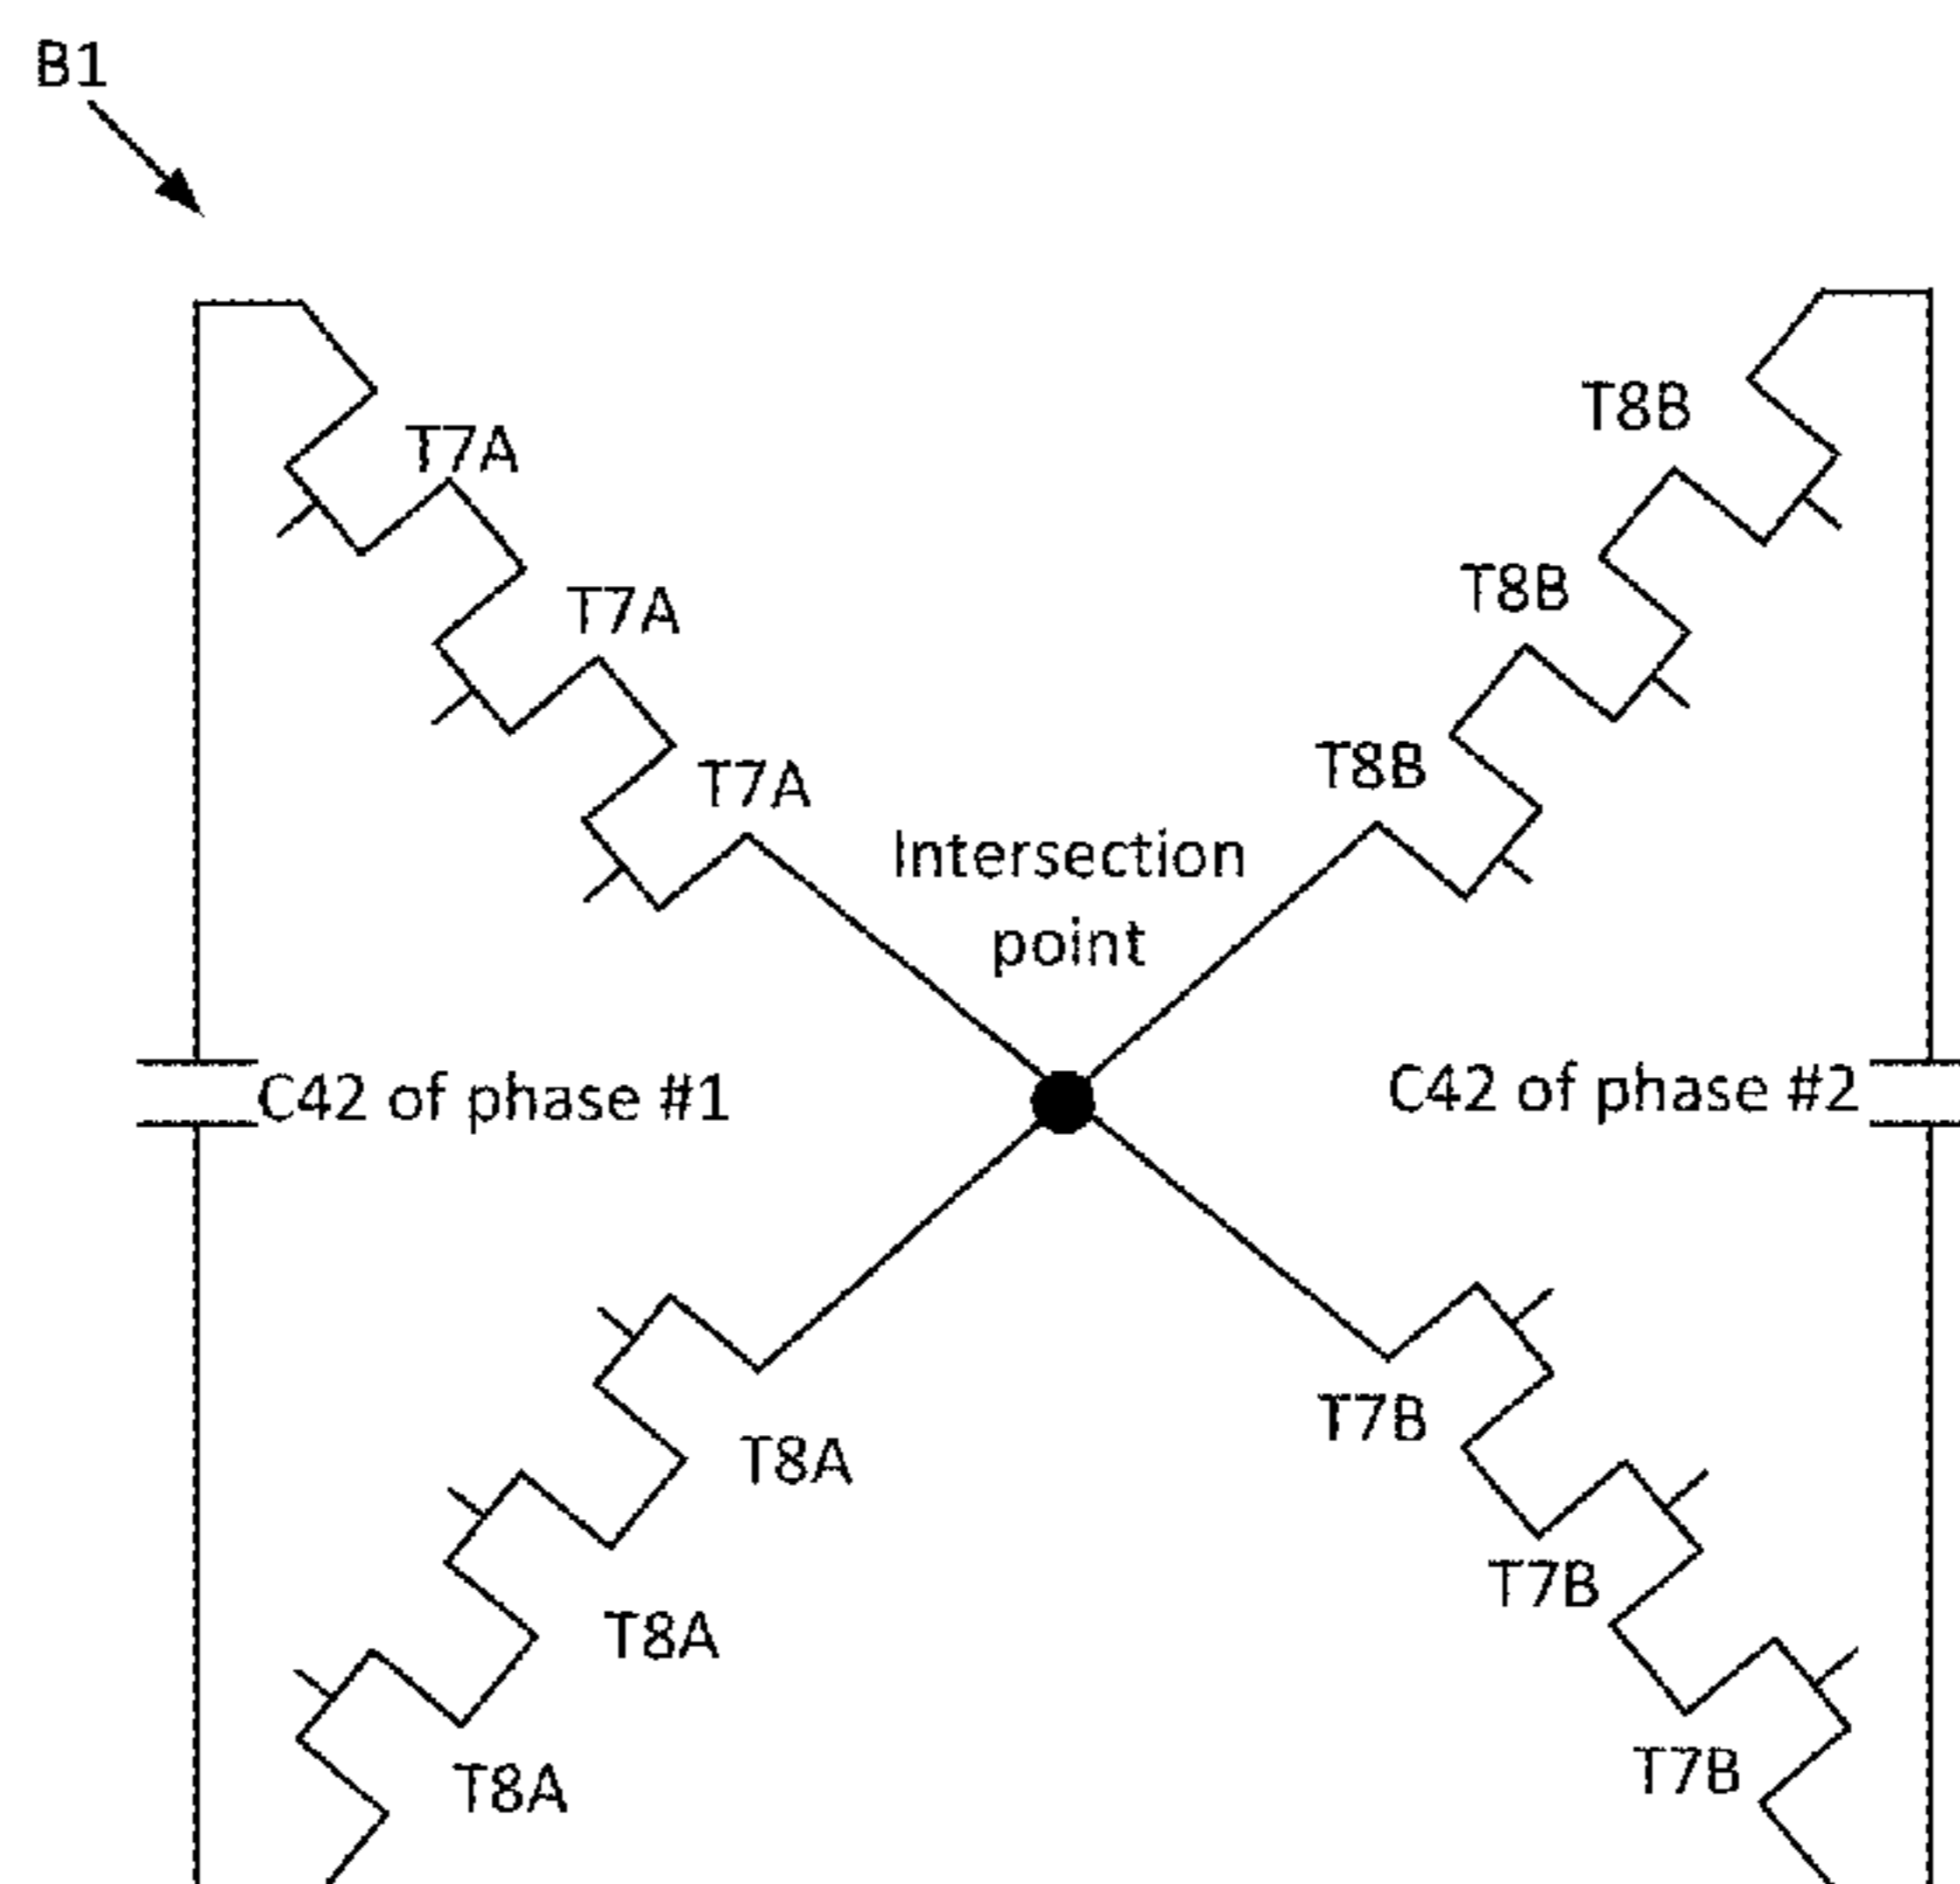 B1
T8B
T7A
T8B
T7A
T8B
T7A
Intersection
point
C42 of phase #1
C42 of phase #2
T7B
T8A
T7B
T8A
T7B
T8A